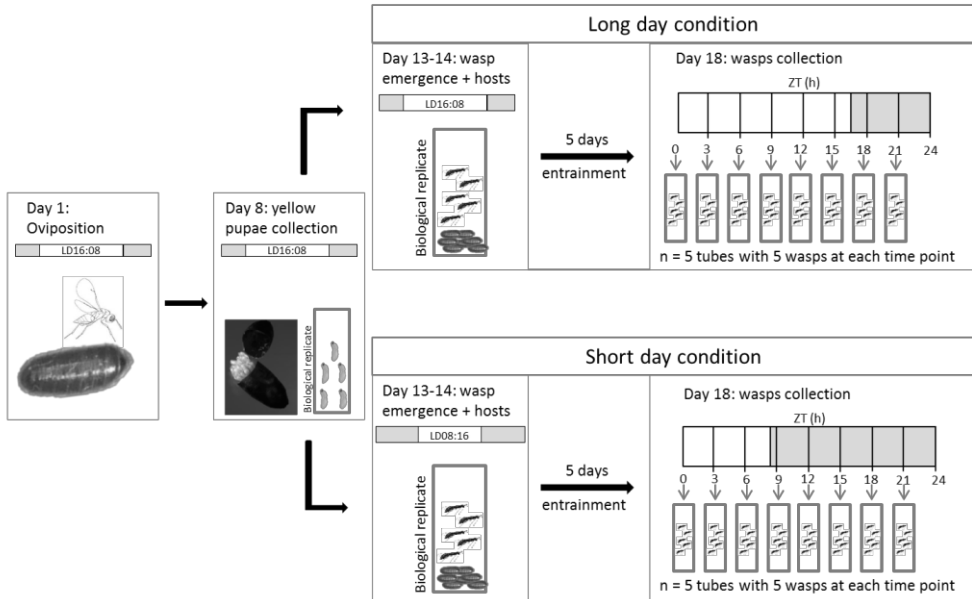 Day 1:
Oviposition
LD16:08
Day 8: yellow
pupae collection
LD16:08
Biological replicate
Long day condition
Day 13-14: wasp
emergence + hosts
LD16:08
Biological replicate
5 days
entrainment
Day 18: wasps collection
ZT (h)
0 3 6 9 12 15 18 21 24
n = 5 tubes with 5 wasps at each time point
Short day condition
Day 13-14: wasp
emergence + hosts
LD08:16
Biological replicate
5 days
entrainment
Day 18: wasps collection
ZT (h)
0 3 6 9 12 15 18 21 24
n = 5 tubes with 5 wasps at each time point